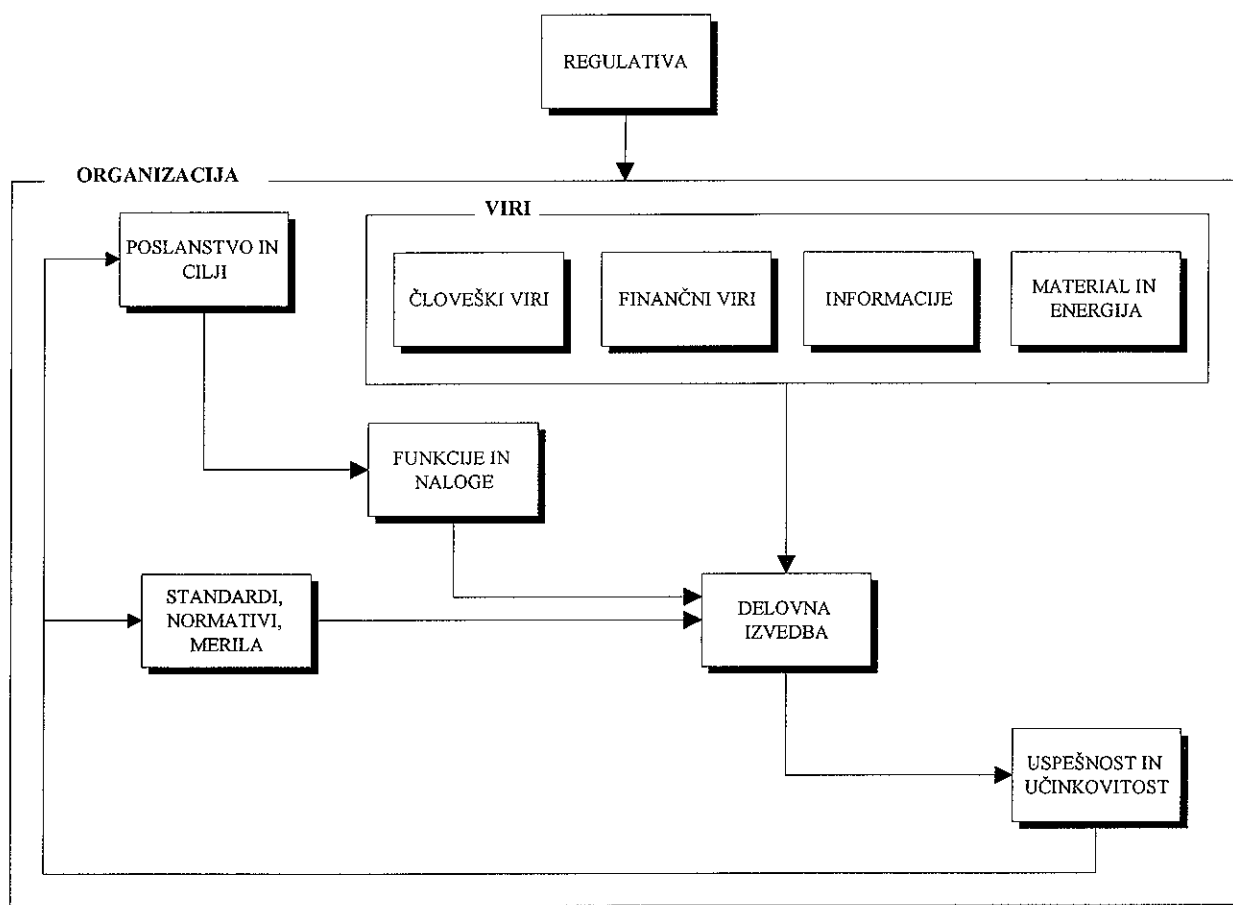 REGULATIVA
ORGANIZACIJA
VIRI
POSLANSTVO IN
CILJI
ČLOVEŠKI VIRI
FINANČNI VIRI
INFORMACIJE
MATERIAL IN
ENERGIJA
FUNKCIJE IN
NALOGE
STANDARDI,
NORMATIVI,
MERILA
DELOVNA
IZVEDBA
USPEŠNOST IN
UČINKOVITOST